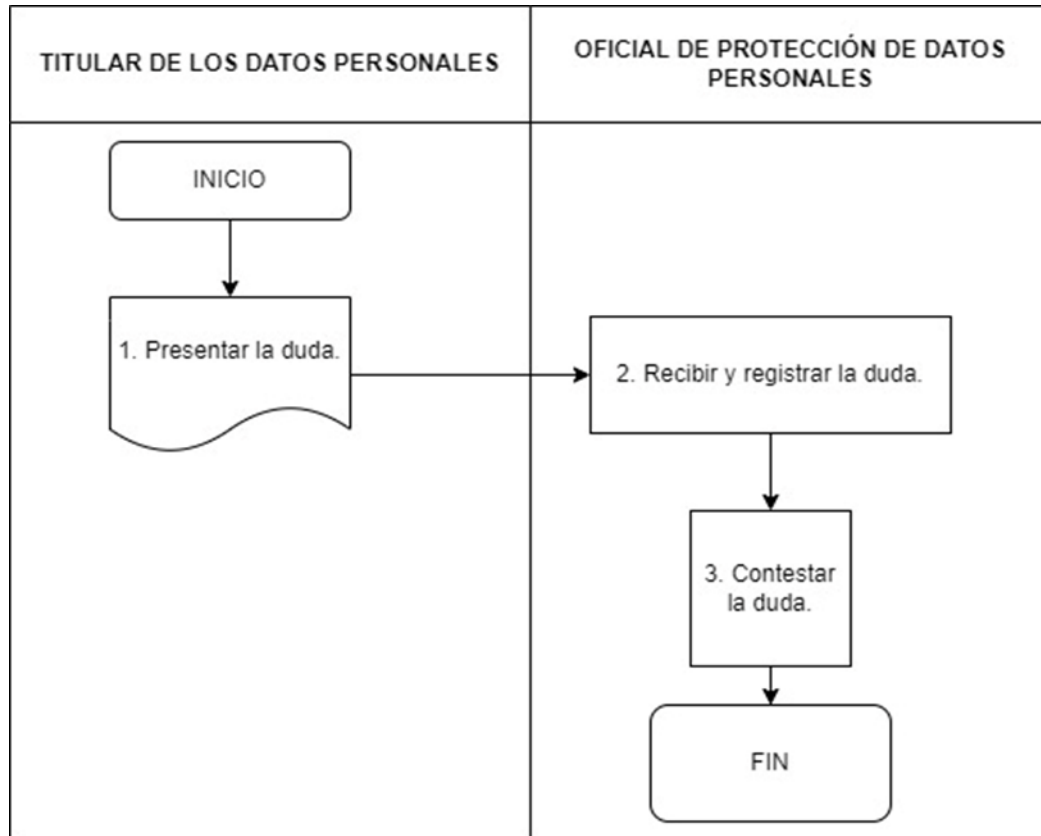 TITULAR DE LOS DATOS PERSONALES
OFICIAL DE PROTECCIÓN DE DATOS
PERSONALES
INICIO
1. Presentar la duda.
2. Recibir y registrar la duda.
3. Contestar
la duda.
FIN